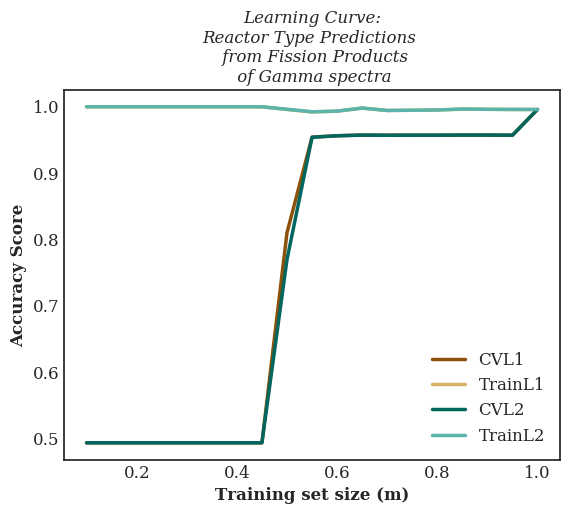 Learning Curve:
Reactor Type Predictions
from Fission Products
of Gamma spectra
1.0
0.9
0.8
0.7
0.6
0.5
Accuracy Score
CVL1
TrainL1
CVL2
TrainL2
0.2
0.4
0.6
0.8
1.0
Training set size (m)